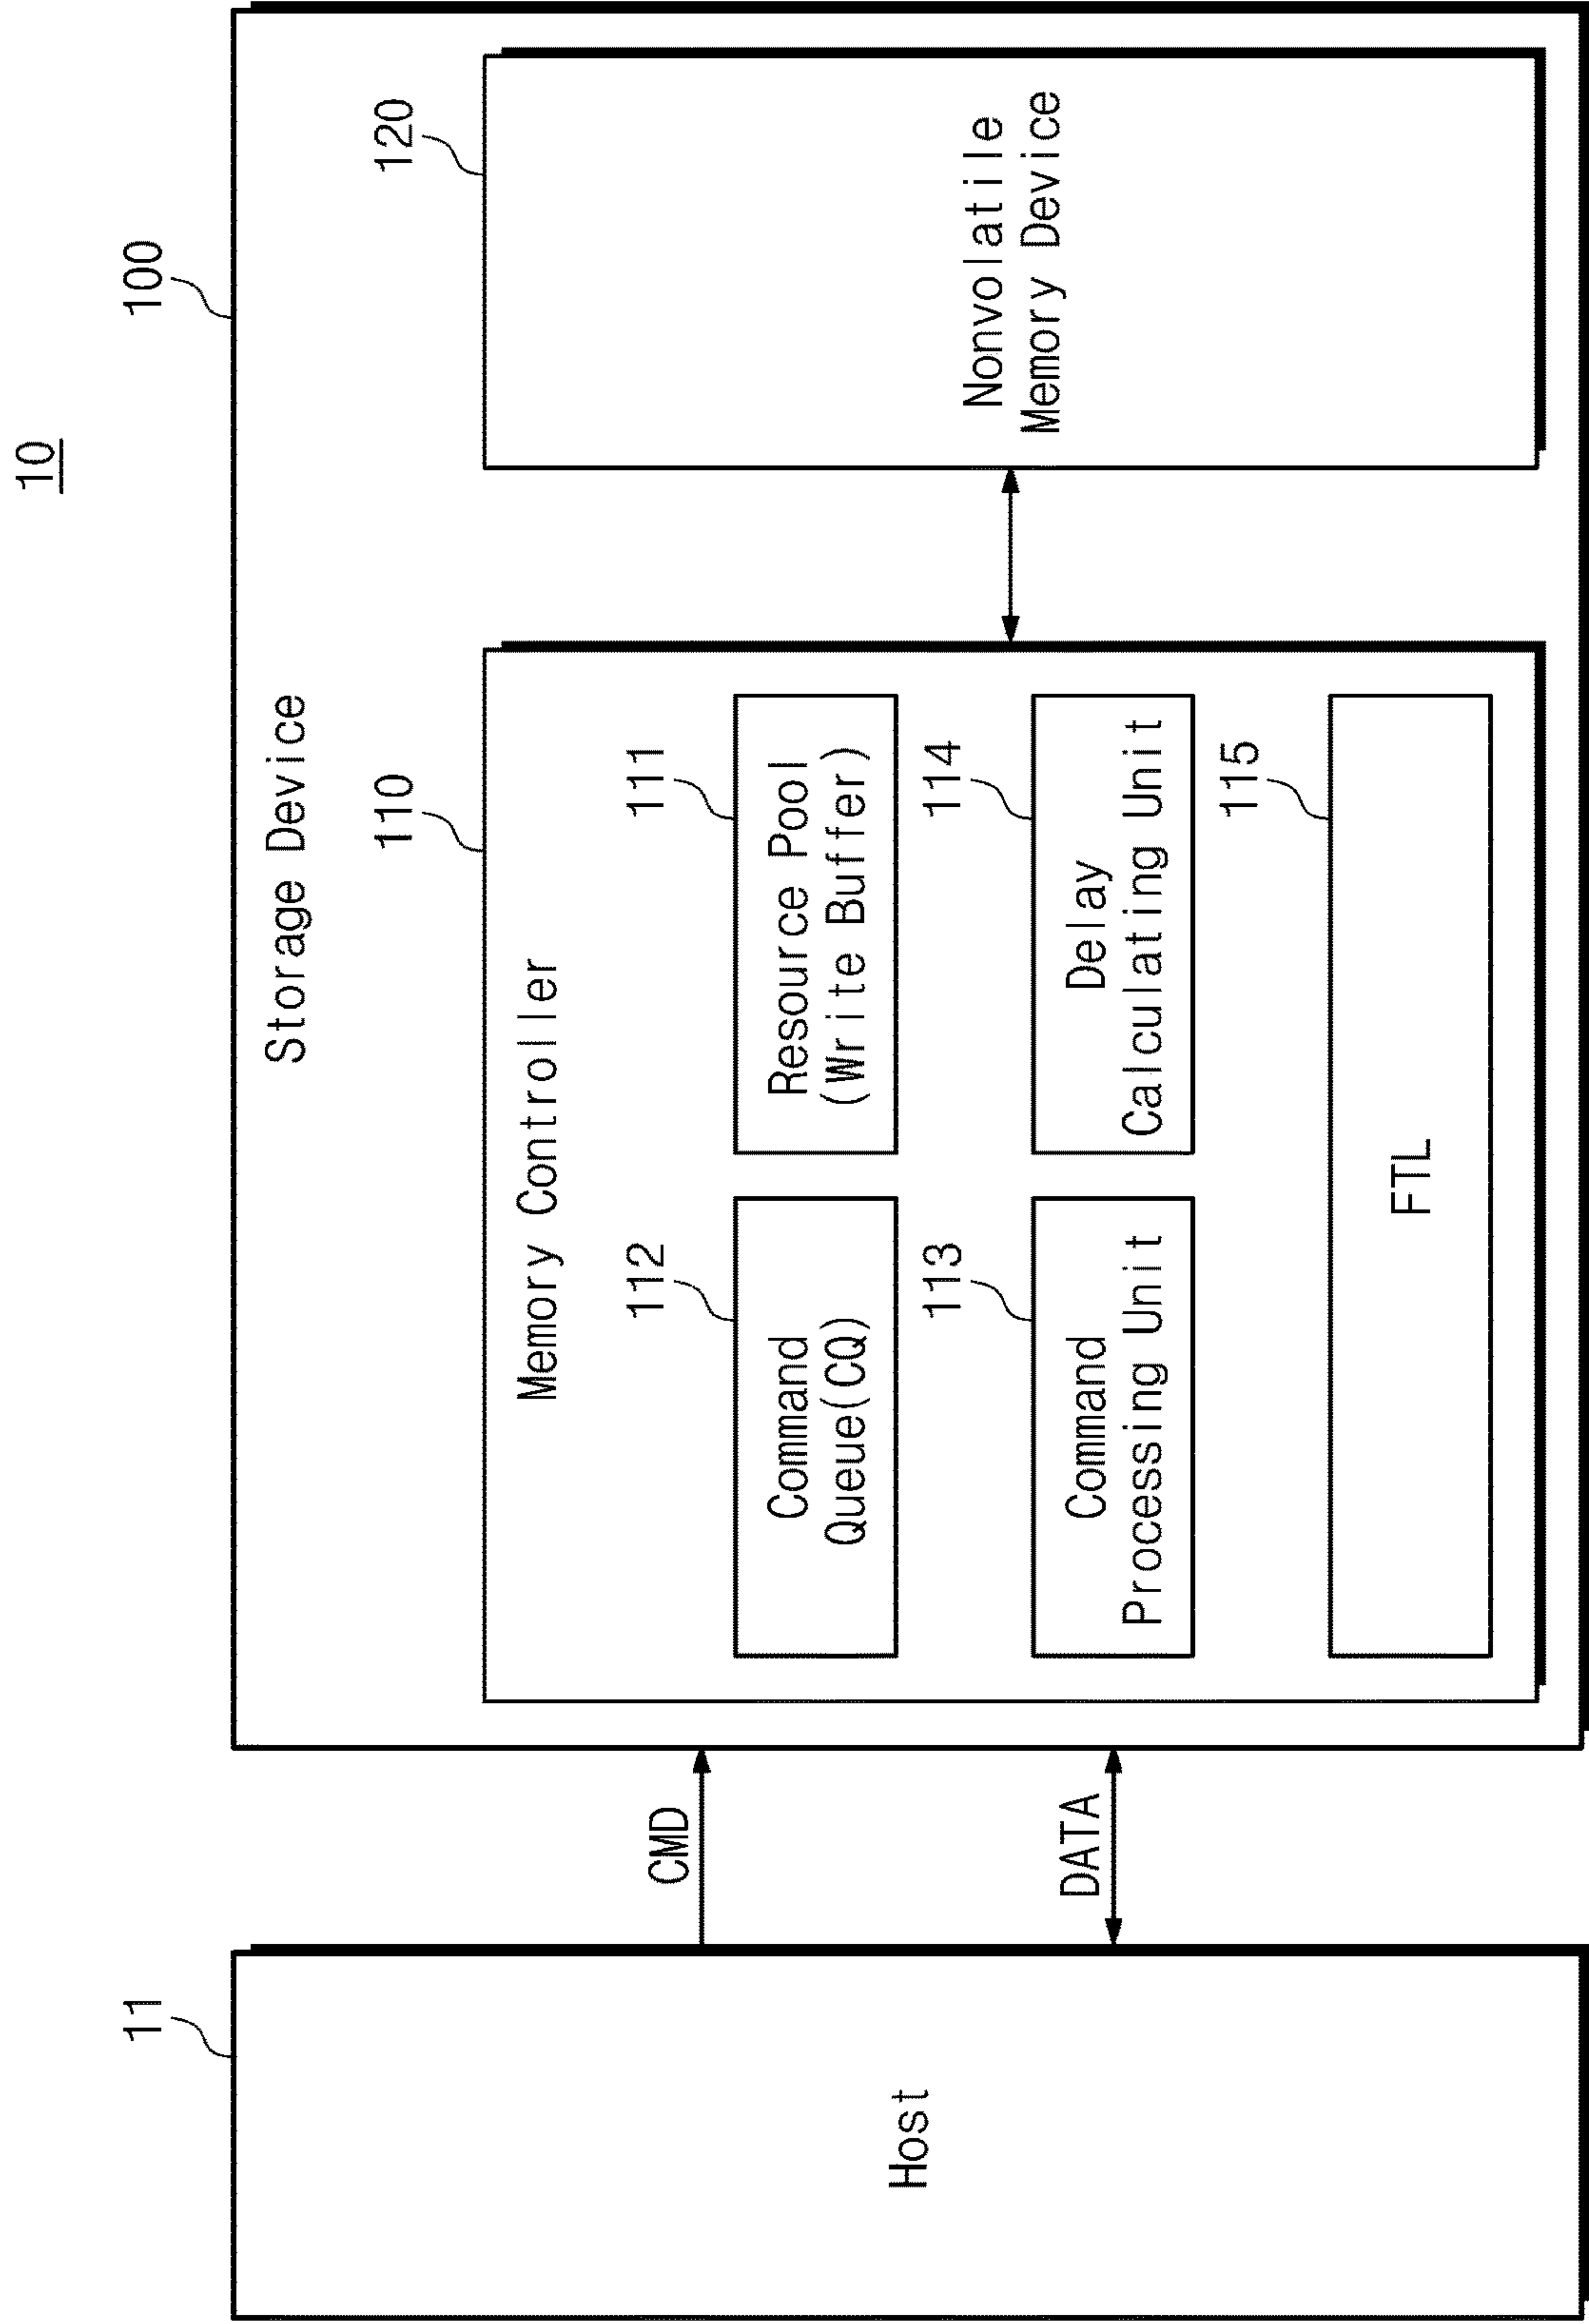 10
11
100
Host
CMD
DATA
Storage Device
110
120
Memory Controller
112
111
Command
Queue(CQ)
Resource Pool
(Write Buffer)
113
114
Command
Processing Unit
Delay
Calculating Unit
115
FTL
Nonvolatile
Memory Device